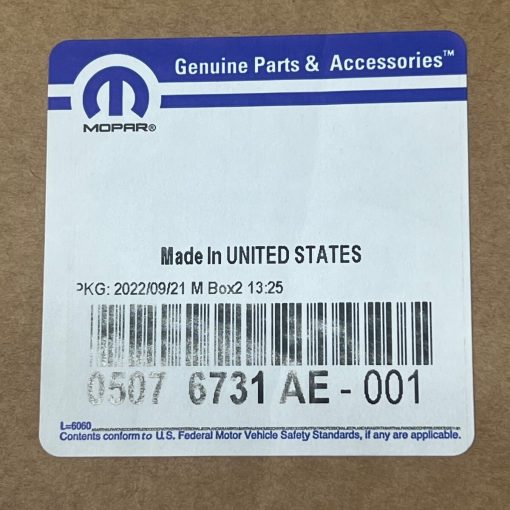 Genuine Parts & Accessories™
MOPAR®
Made In UNITED STATES
PKG: 2022/09/21 M Box2 13:25
0507 6731 AE - 001
L=6060
Contents conform to U.S. Federal Motor Vehicle Safety Standards, if any are applicable.